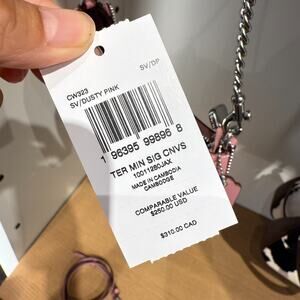 CW323
SV/DUSTY PINK
SV/DP
1 96395 99896 8
TER MIN SIG CNVS
1001126CJAX
MADE IN CAMBODIA
CAMBODGE
COMPARABLE VALUE
$250.00 USD
$310.00 CAD